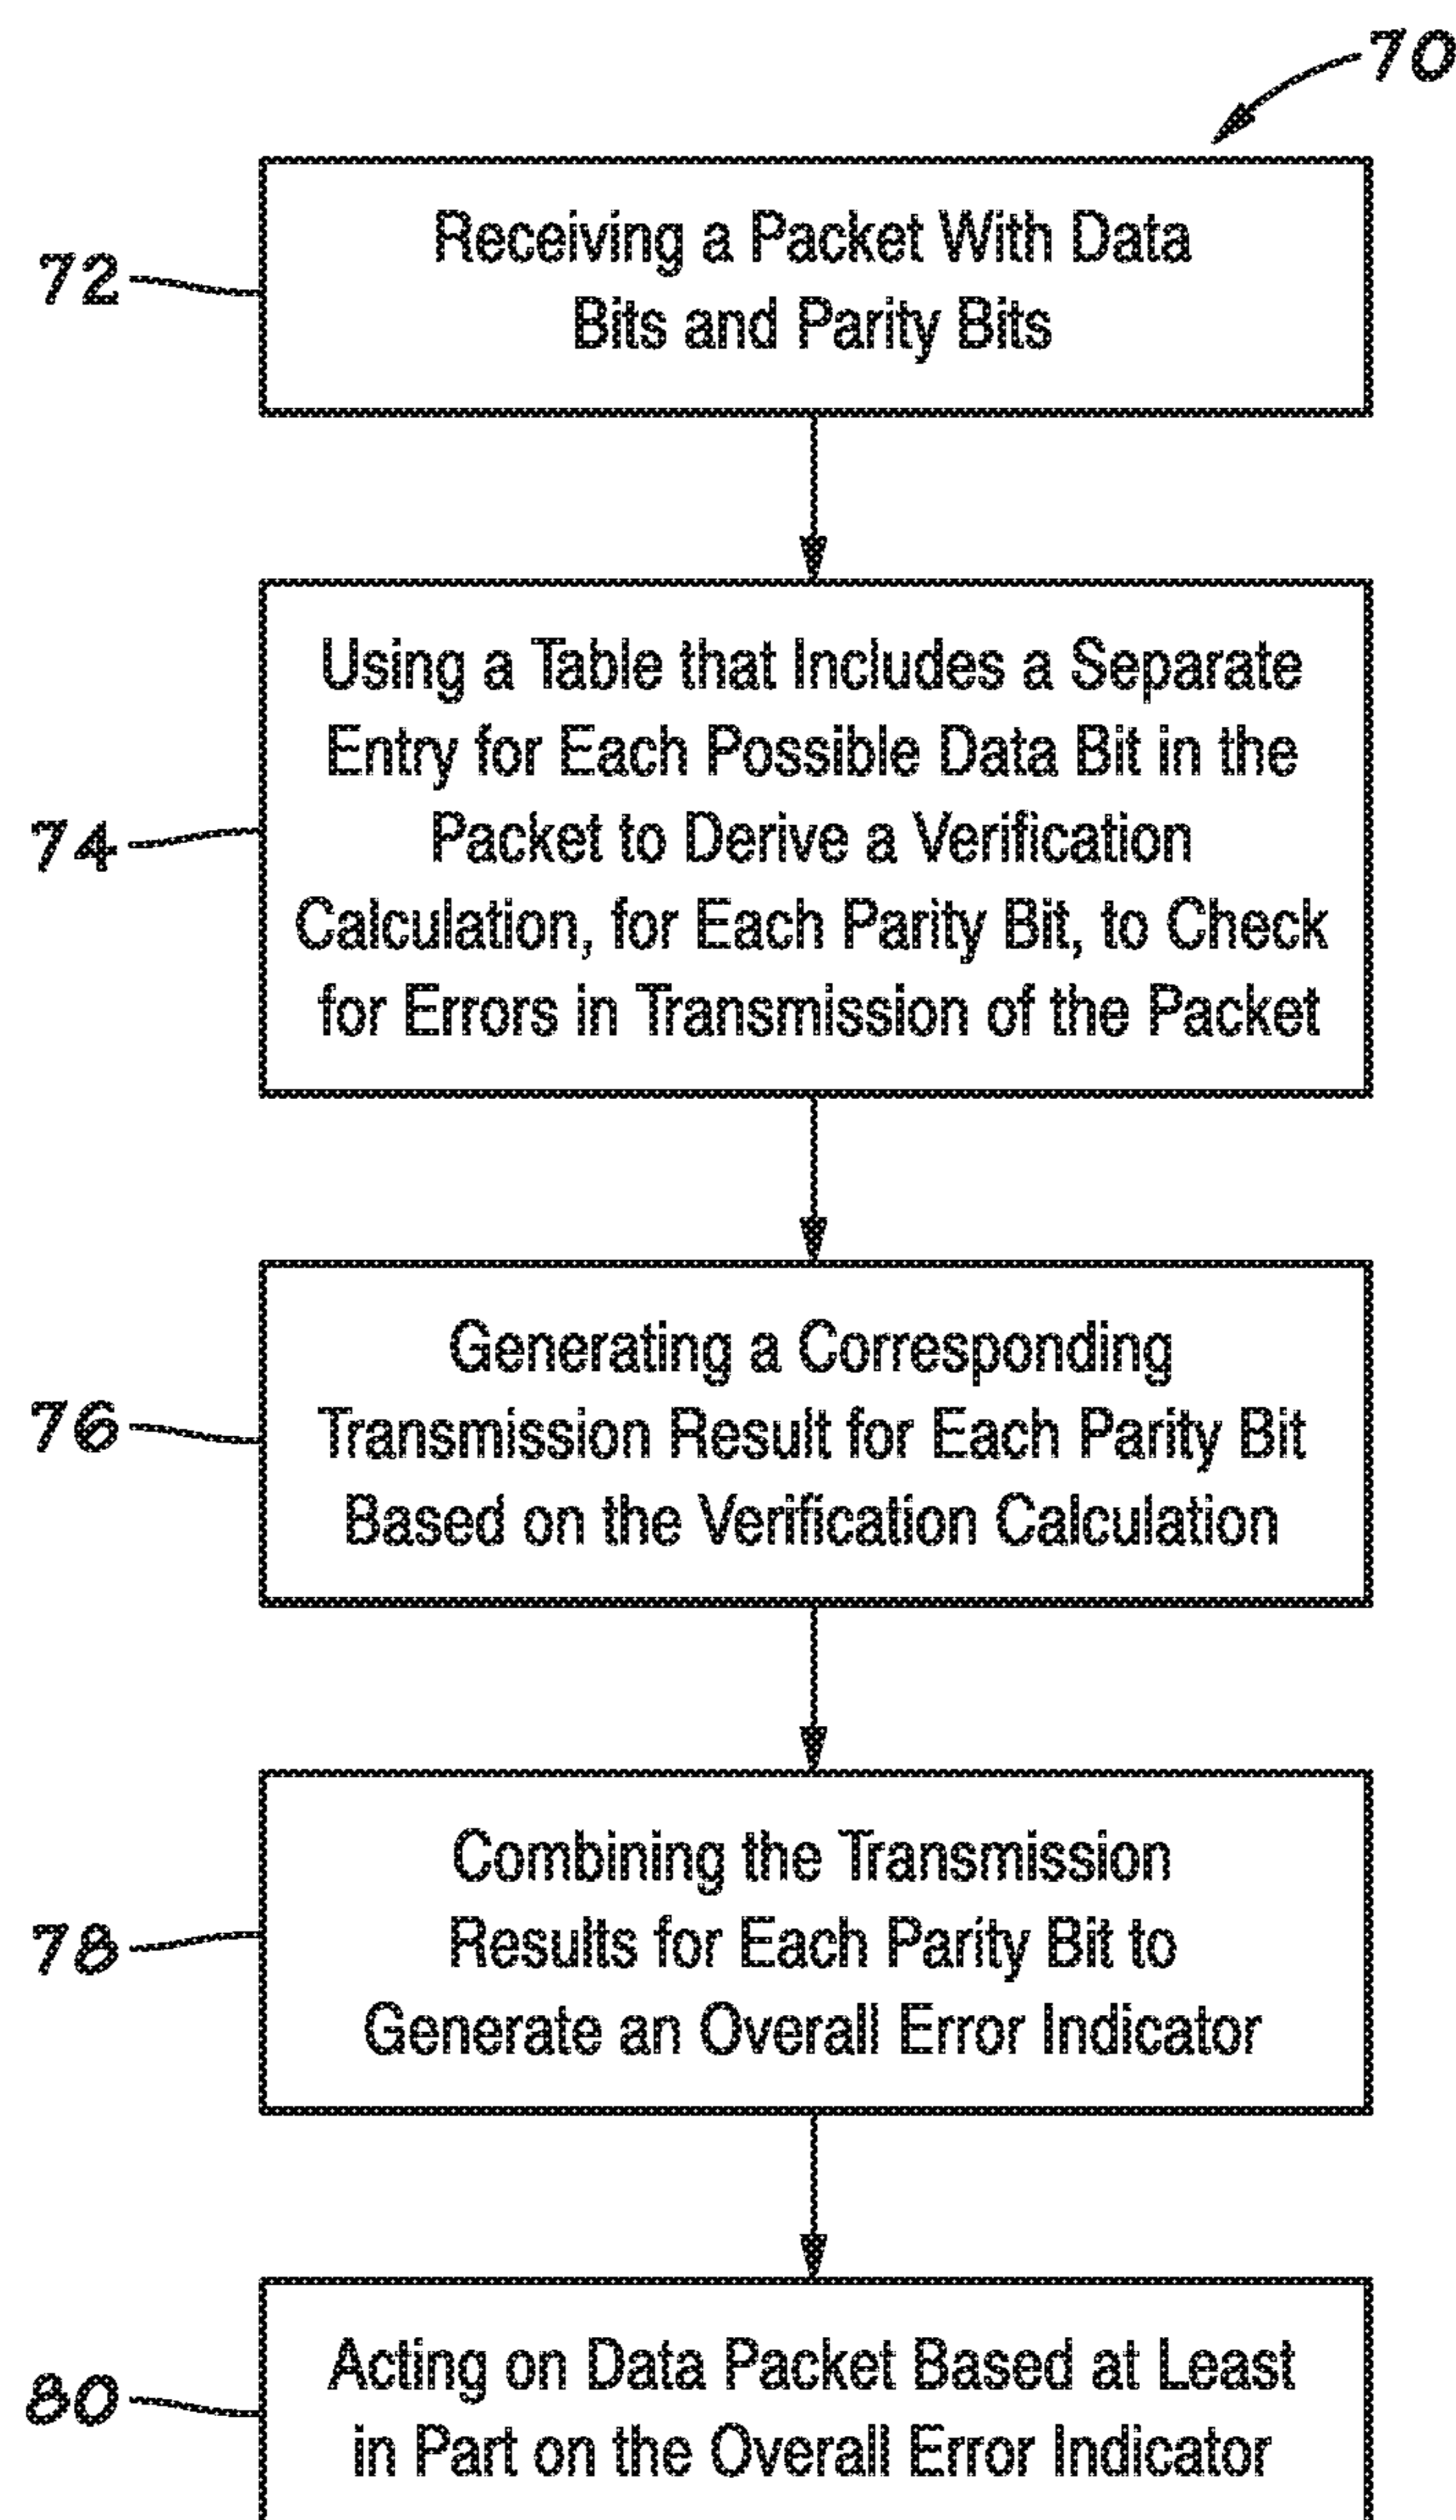 70
72
Receiving a Packet With Data
Bits and Parity Bits
74
Using a Table that Includes a Separate
Entry for Each Possible Data Bit in the
Packet to Derive a Verification
Calculation, for Each Parity Bit, to Check
for Errors in Transmission of the Packet
76
Generating a Corresponding
Transmission Result for Each Parity Bit
Based on the Verification Calculation
78
Combining the Transmission
Results for Each Parity Bit to
Generate an Overall Error Indicator
80
Acting on Data Packet Based at Least
in Part on the Overall Error Indicator